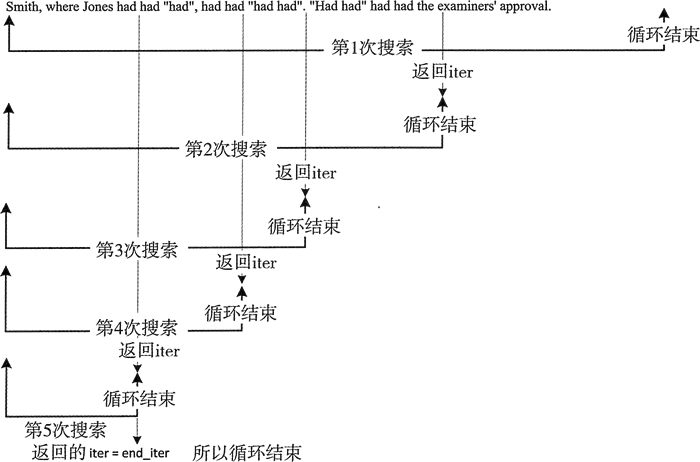 Smith, where Jones had had "had", had had "had had". "Had had" had had the examiners' approval.
循环结束
第1次搜索
返回iter
循环结束
第2次搜索
返回iter
循环结束
第3次搜索
返回iter
循环结束
第4次搜索
返回iter
循环结束
第5次搜索
返回的 iter = end_iter 所以循环结束